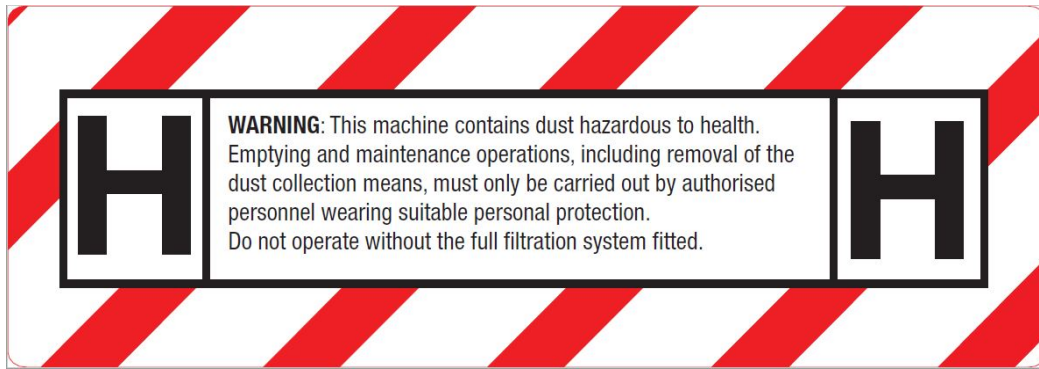 H
WARNING: This machine contains dust hazardous to health.
Emptying and maintenance operations, including removal of the
dust collection means, must only be carried out by authorised
personnel wearing suitable personal protection.
Do not operate without the full filtration system fitted.
H